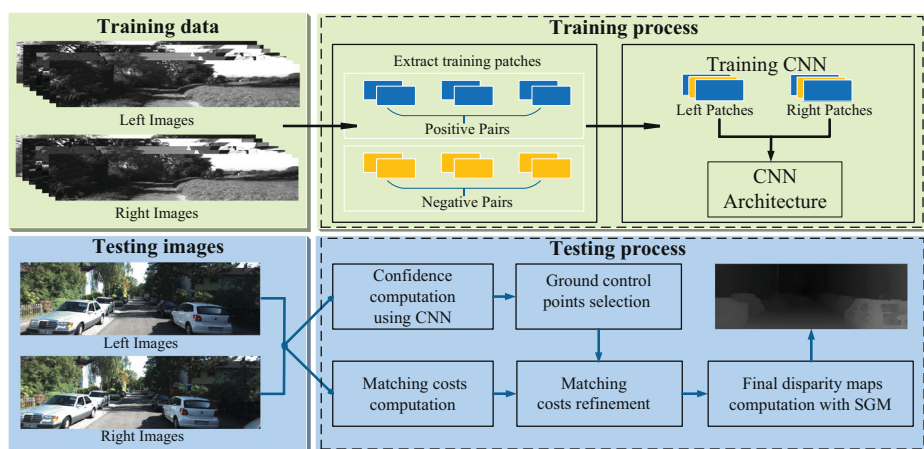 Training data
Left Images
Right Images
Training process
Extract training patches
Positive Pairs
Negative Pairs
Training CNN
Left Patches
Right Patches
CNN
Architecture
Testing images
Left Images
Right Images
Testing process
Confidence
computation
using CNN
Ground control
points selection
Matching costs
computation
Matching
costs refinement
Final disparity maps
computation with SGM